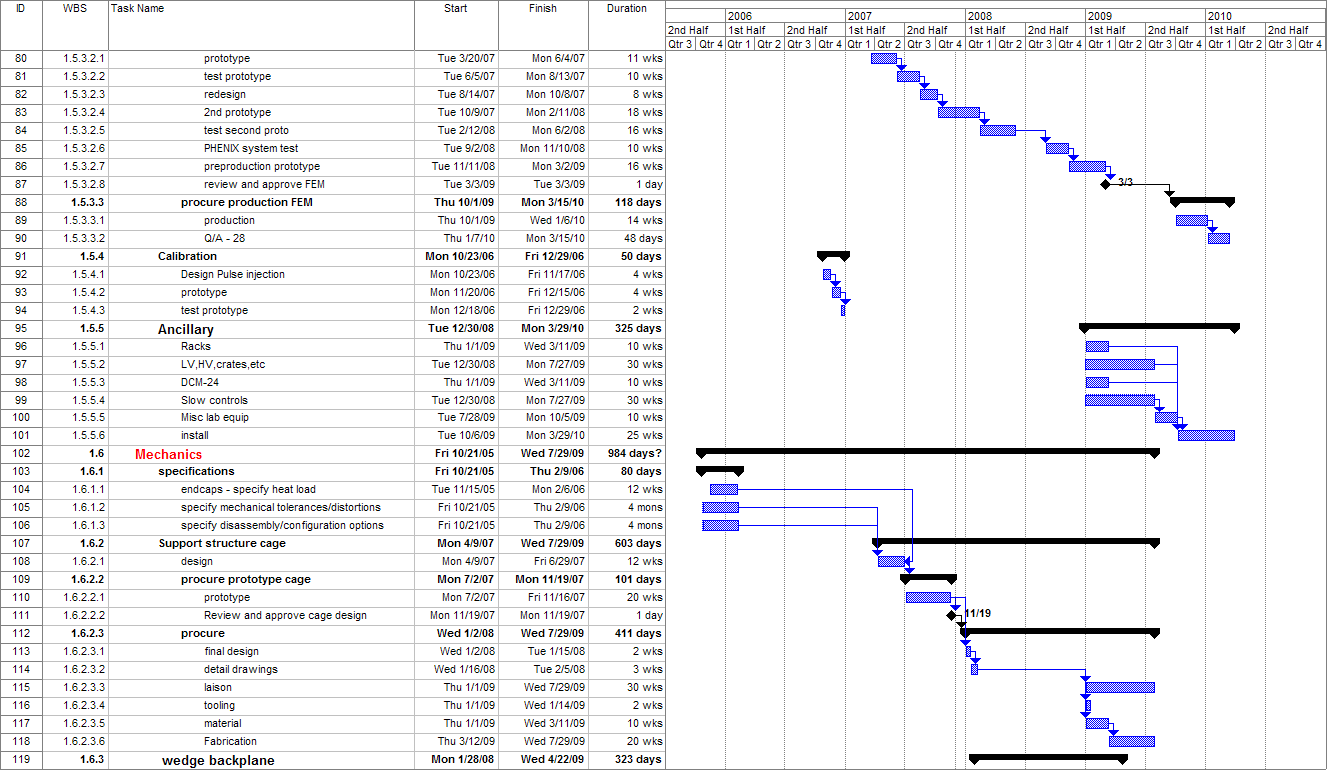 ID WBS Task Name Start Finish Duration
2006 2007 2008 2009 2010
2nd Half 1st Half 2nd Half 1st Half 2nd Half 1st Half 2nd Half 1st Half 2nd Half 1st Half 2nd Half
Qtr 3 Qtr 4 Qtr 1 Qtr 2 Qtr 3 Qtr 4 Qtr 1 Qtr 2 Qtr 3 Qtr 4 Qtr 1 Qtr 2 Qtr 3 Qtr 4 Qtr 1 Qtr 2 Qtr 3 Qtr 4 Qtr 1 Qtr 2 Qtr 3 Qtr 4
80 1.5.3.2.1 prototype Tue 3/20/07 Mon 6/4/07 11 wks
81 1.5.3.2.2 test prototype Tue 6/5/07 Mon 8/13/07 10 wks
82 1.5.3.2.3 redesign Tue 8/14/07 Mon 10/8/07 8 wks
83 1.5.3.2.4 2nd prototype Tue 10/9/07 Mon 2/11/08 18 wks
84 1.5.3.2.5 test second proto Tue 2/12/08 Mon 6/2/08 16 wks
85 1.5.3.2.6 PHENIX system test Tue 9/2/08 Mon 11/10/08 10 wks
86 1.5.3.2.7 preproduction prototype Tue 11/11/08 Mon 3/2/09 16 wks
87 1.5.3.2.8 review and approve FEM Tue 3/3/09 Tue 3/3/09 1 day 3/3
88 1.5.3.3 procure production FEM Thu 10/1/09 Mon 3/15/10 118 days
89 1.5.3.3.1 production Thu 10/1/09 Wed 1/6/10 14 wks
90 1.5.3.3.2 Q/A - 28 Thu 1/7/10 Mon 3/15/10 48 days
91 1.5.4 Calibration Mon 10/23/06 Fri 12/29/06 50 days
92 1.5.4.1 Design Pulse injection Mon 10/23/06 Fri 11/17/06 4 wks
93 1.5.4.2 prototype Mon 11/20/06 Fri 12/15/06 4 wks
94 1.5.4.3 test prototype Mon 12/18/06 Fri 12/29/06 2 wks
95 1.5.5 Ancillary Tue 12/30/08 Mon 3/29/10 325 days
96 1.5.5.1 Racks Thu 1/1/09 Wed 3/11/09 10 wks
97 1.5.5.2 LV,HV,crates,etc Tue 12/30/08 Mon 7/27/09 30 wks
98 1.5.5.3 DCM-24 Thu 1/1/09 Wed 3/11/09 10 wks
99 1.5.5.4 Slow controls Tue 12/30/08 Mon 7/27/09 30 wks
100 1.5.5.5 Misc lab equip Tue 7/28/09 Mon 10/5/09 10 wks
101 1.5.5.6 install Tue 10/6/09 Mon 3/29/10 25 wks
102 1.6 Mechanics Fri 10/21/05 Wed 7/29/09 984 days?
103 1.6.1 specifications Fri 10/21/05 Thu 2/9/06 80 days
104 1.6.1.1 endcaps - specify heat load Tue 11/15/05 Mon 2/6/06 12 wks
105 1.6.1.2 specify mechanical tolerances/distortions Fri 10/21/05 Thu 2/9/06 4 mons
106 1.6.1.3 specify disassembly/configuration options Fri 10/21/05 Thu 2/9/06 4 mons
107 1.6.2 Support structure cage Mon 4/9/07 Wed 7/29/09 603 days
108 1.6.2.1 design Mon 4/9/07 Fri 6/29/07 12 wks
109 1.6.2.2 procure prototype cage Mon 7/2/07 Mon 11/19/07 101 days
110 1.6.2.2.1 prototype Mon 7/2/07 Fri 11/16/07 20 wks
111 1.6.2.2.2 Review and approve cage design Mon 11/19/07 Mon 11/19/07 1 day 11/19
112 1.6.2.3 procure Wed 1/2/08 Wed 7/29/09 411 days
113 1.6.2.3.1 final design Wed 1/2/08 Tue 1/15/08 2 wks
114 1.6.2.3.2 detail drawings Wed 1/16/08 Tue 2/5/08 3 wks
115 1.6.2.3.3 laison Thu 1/1/09 Wed 7/29/09 30 wks
116 1.6.2.3.4 tooling Thu 1/1/09 Wed 1/14/09 2 wks
117 1.6.2.3.5 material Thu 1/1/09 Wed 3/11/09 10 wks
118 1.6.2.3.6 Fabrication Thu 3/12/09 Wed 7/29/09 20 wks
119 1.6.3 wedge backplane Mon 1/28/08 Wed 4/22/09 323 days